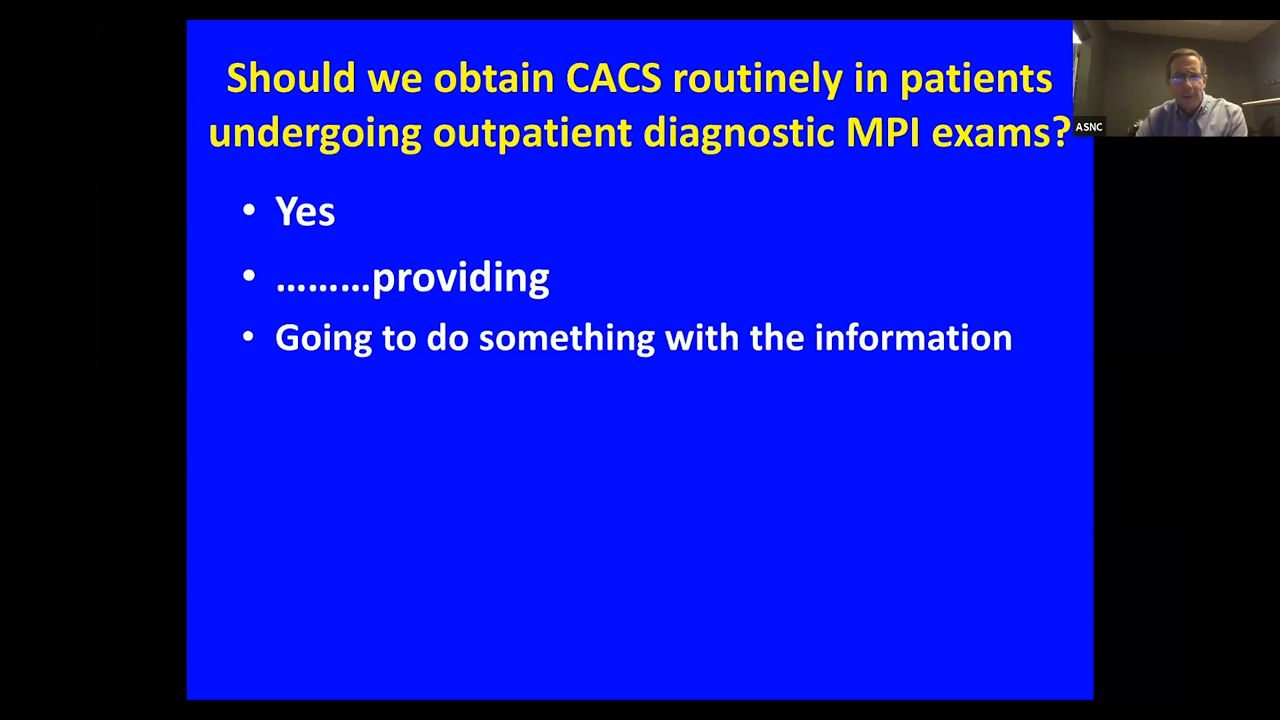 Should we obtain CACS routinely in patients
undergoing outpatient diagnostic MPI exams?
• Yes
• ………providing
• Going to do something with the information
ASNC